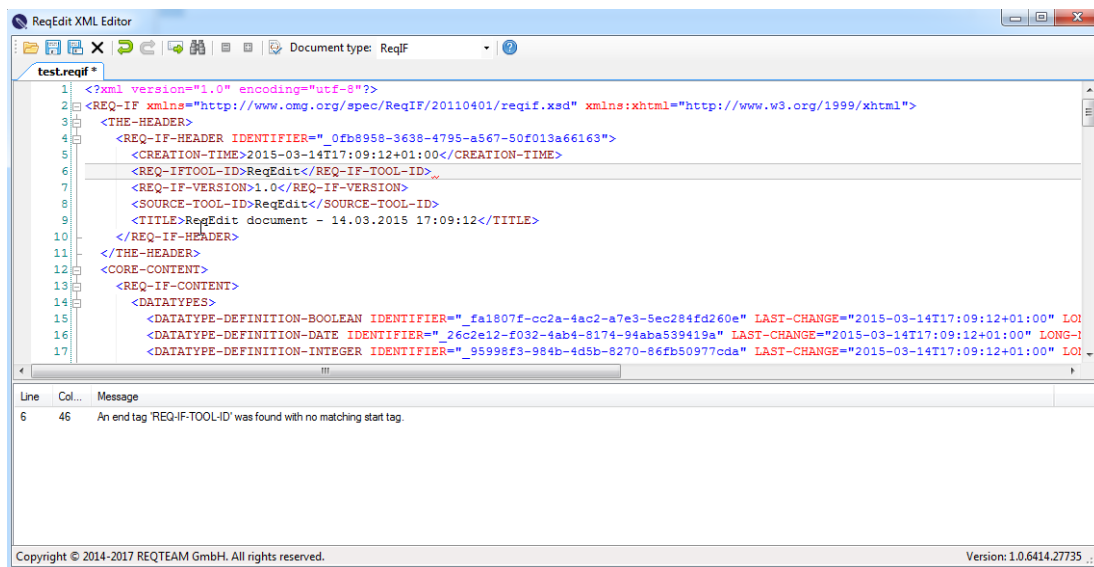 ReqEdit XML Editor
Document type: ReqIF
test.reqif *
1 <?xml version="1.0" encoding="utf-8"?>
2 <REQ-IF xmlns="http://www.omg.org/spec/ReqIF/20110401/reqif.xsd" xmlns:xhtml="http://www.w3.org/1999/xhtml">
3 <THE-HEADER>
4 <REQ-IF-HEADER IDENTIFIER="_0fb8958-3638-4795-a567-50f013a66163">
5 <CREATION-TIME>2015-03-14T17:09:12+01:00</CREATION-TIME>
6 <REQ-IFTOOL-ID>ReqEdit</REQ-IF-TOOL-ID>
7 <REQ-IF-VERSION>1.0</REQ-IF-VERSION>
8 <SOURCE-TOOL-ID>ReqEdit</SOURCE-TOOL-ID>
9 <TITLE>ReqEdit document - 14.03.2015 17:09:12</TITLE>
10 </REQ-IF-HEADER>
11 </THE-HEADER>
12 <CORE-CONTENT>
13 <REQ-IF-CONTENT>
14 <DATATYPES>
15 <DATATYPE-DEFINITION-BOOLEAN IDENTIFIER="_fa1807f-cc2a-4ac2-a7e3-5ec284fd260e" LAST-CHANGE="2015-03-14T17:09:12+01:00" LO
16 <DATATYPE-DEFINITION-DATE IDENTIFIER="_26c2e12-f032-4ab4-8174-94aba539419a" LAST-CHANGE="2015-03-14T17:09:12+01:00" LONG-
17 <DATATYPE-DEFINITION-INTEGER IDENTIFIER="_95998f3-984b-4d5b-8270-86fb50977cda" LAST-CHANGE="2015-03-14T17:09:12+01:00" LO
Line Col... Message
6 46 An end tag 'REQ-IF-TOOL-ID' was found with no matching start tag.
Copyright © 2014-2017 REQTEAM GmbH. All rights reserved. Version: 1.0.6414.27735